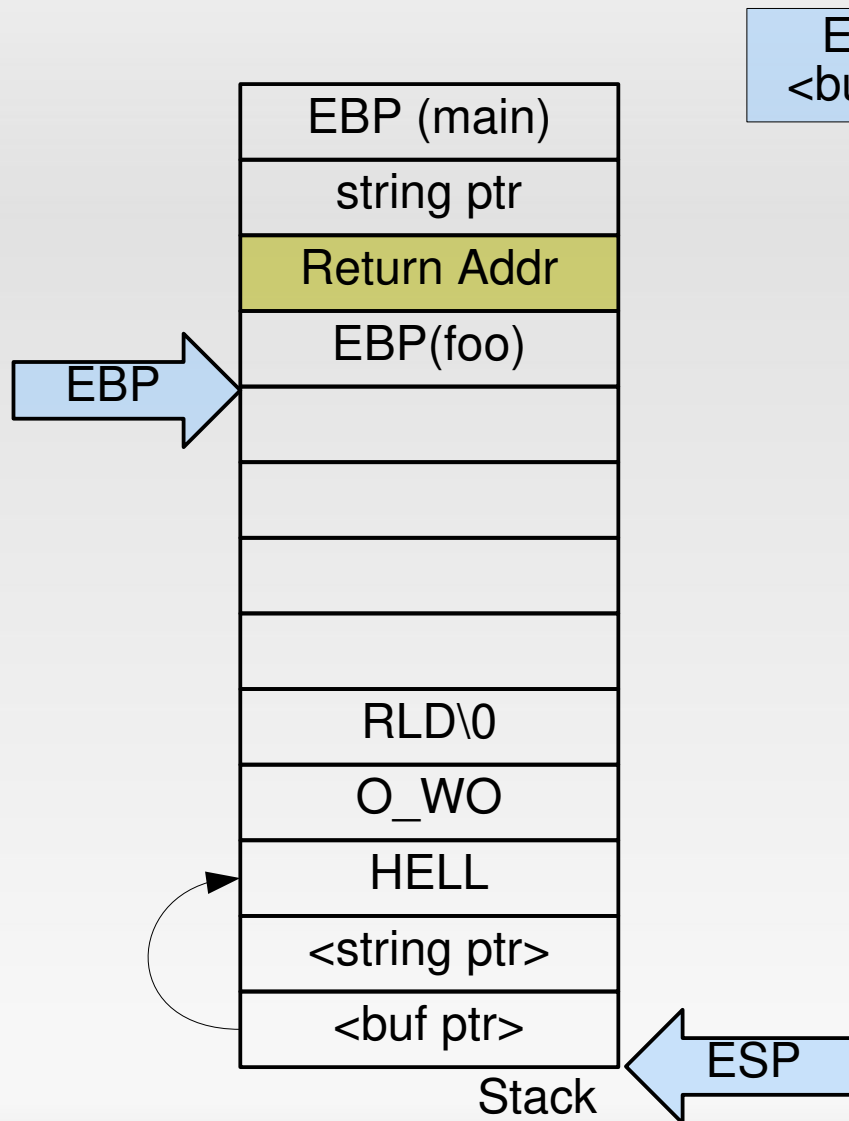 EBP (main)
string ptr
Return Addr
EBP(foo)
EBP
RLD\0
O_WO
HELL
<string ptr>
<buf ptr>
ESP
Stack